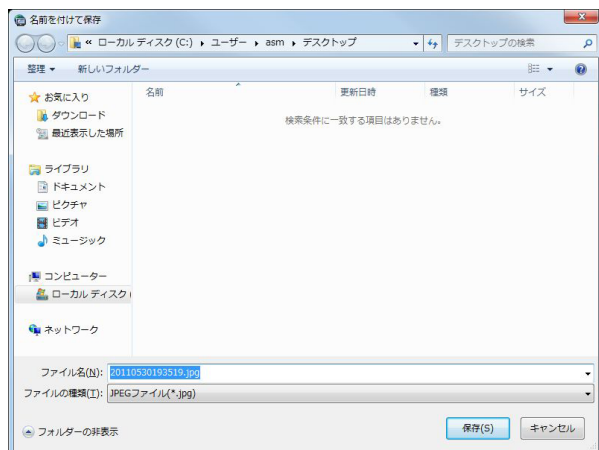 名前を付けて保存
« ローカル ディスク (C:) ▸ ユーザー ▸ asm ▸ デスクトップ
デスクトップの検索
整理 ▼ 新しいフォルダー
名前 更新日時 種類 サイズ
検索条件に一致する項目はありません。
お気に入り
ダウンロード
最近表示した場所
ライブラリ
ドキュメント
ピクチャ
ビデオ
ミュージック
コンピューター
ローカル ディスク (
ネットワーク
ファイル名(N): 20110530193519.jpg
ファイルの種類(T): JPEGファイル(*.jpg)
フォルダーの非表示
保存(S) キャンセル